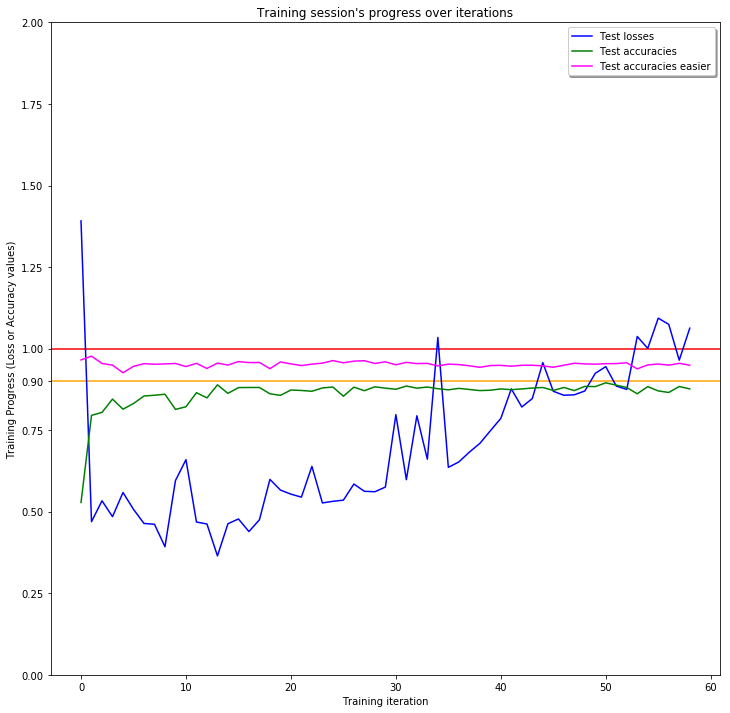 Training session's progress over iterations
Test losses
Test accuracies
Test accuracies easier
Training Progress (Loss or Accuracy values)
2.00
1.75
1.50
1.25
1.00
0.90
0.75
0.50
0.25
0.00
0
10
20
30
40
50
60
Training iteration